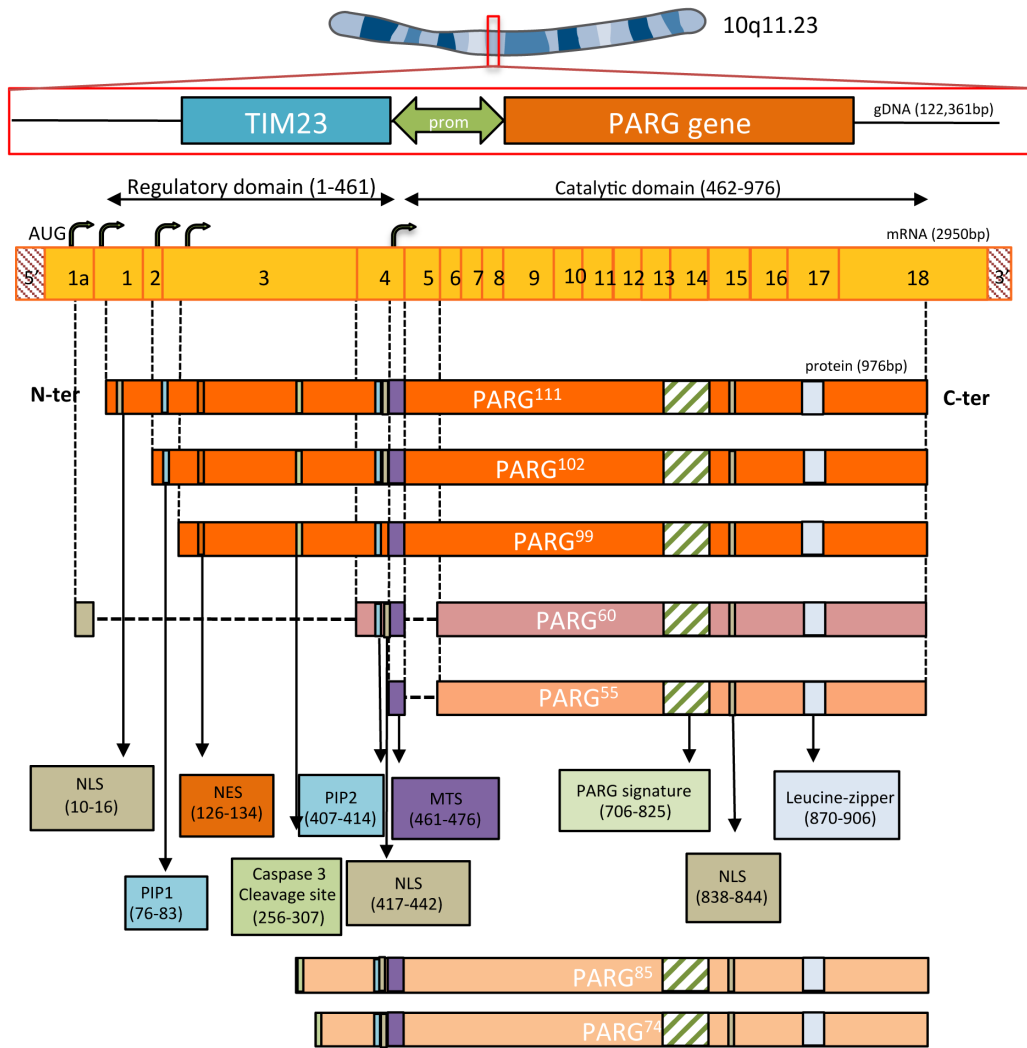 10q11.23
TIM23
prom
PARG gene
gDNA (122,361bp)
Regulatory domain (1-461)
Catalytic domain (462-976)
AUG
mRNA (2950bp)
5’ 1a 1 2 3 4 5 6 7 8 9 10 11 12 13 14 15 16 17 18 3’
protein (976bp)
N-ter
PARG111
C-ter
PARG102
PARG99
PARG60
PARG55
NLS
(10-16)
NES
(126-134)
PIP2
(407-414)
MTS
(461-476)
PARG signature
(706-825)
Leucine-zipper
(870-906)
PIP1
(76-83)
Caspase 3
Cleavage site
(256-307)
NLS
(417-442)
NLS
(838-844)
PARG85
PARG74